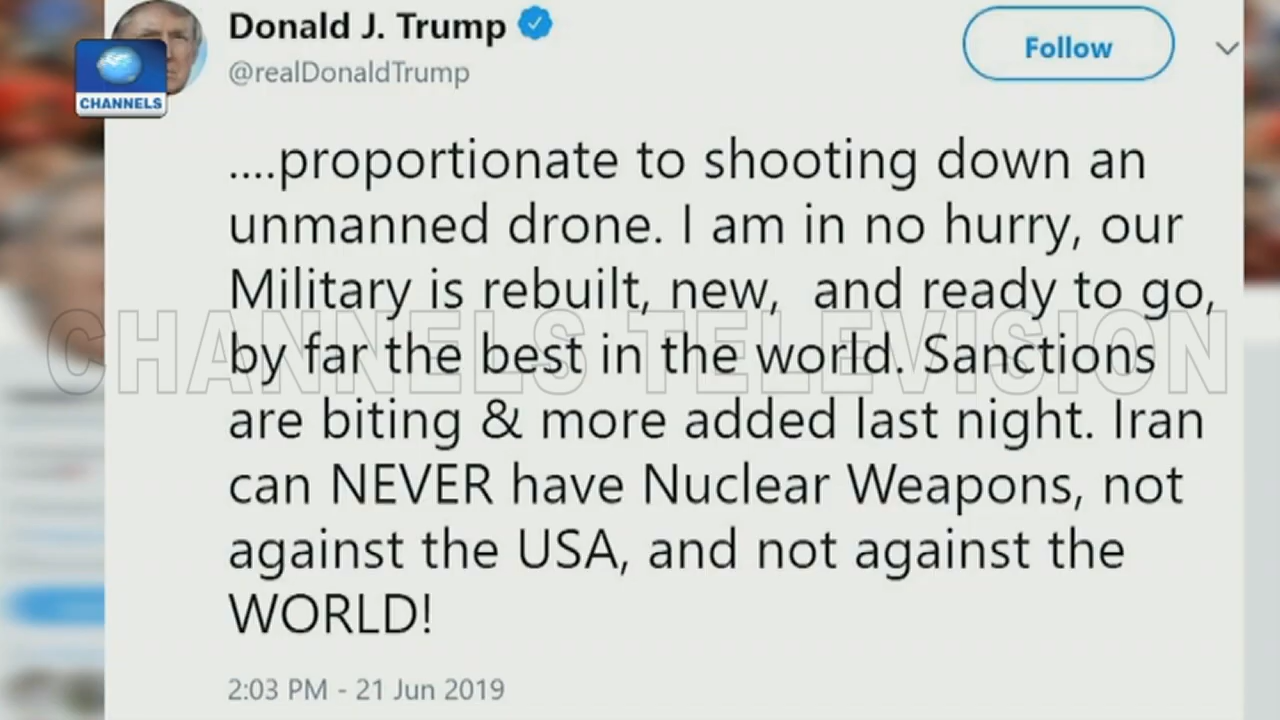 Donald J. Trump
@realDonaldTrump
Follow
CHANNELS
....proportionate to shooting down an
unmanned drone. I am in no hurry, our
Military is rebuilt, new,  and ready to go,
by far the best in the world. Sanctions
are biting & more added last night. Iran
can NEVER have Nuclear Weapons, not
against the USA, and not against the
WORLD!
2:03 PM - 21 Jun 2019
CHANNELS TELEVISION